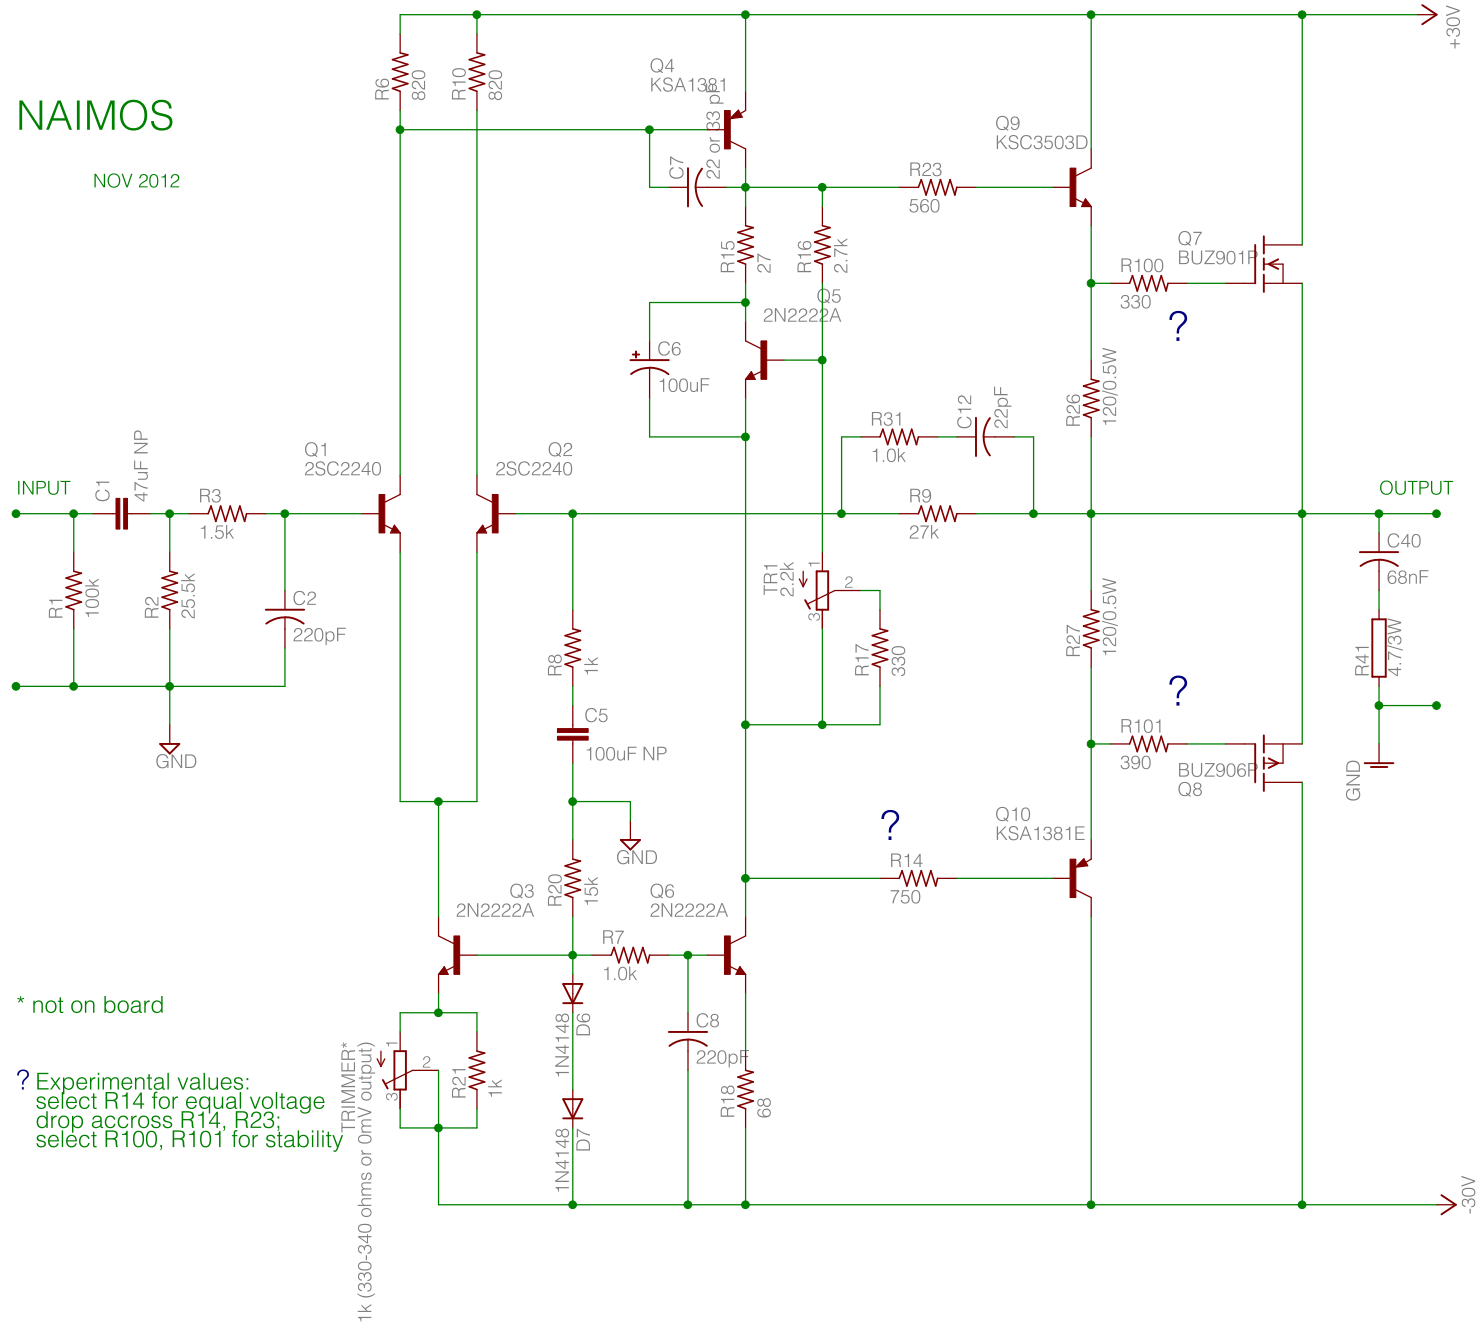 NAIMOS
NOV 2012
+30V
R6
820
R10
820
Q4
KSA1381
C7
22 or 33 pF
Q9
KSC3503D
R23
560
R15
27
R16
2.7k
Q7
BUZ901P
R100
330
?
Q5
2N2222A
C6
100uF
+
R26
120/0.5W
R31
1.0k
C12
22pF
Q1
2SC2240
Q2
2SC2240
INPUT
C1
47uF NP
R3
1.5k
R9
27k
OUTPUT
R1
100k
R2
25.5k
C2
220pF
GND
R8
1k
C5
100uF NP
GND
TR1
2.2k
1
2
3
R17
330
R27
120/0.5W
C40
68nF
R41
4.7/3W
GND
?
R101
390
BUZ906P
Q8
Q10
KSA1381E
?
R14
750
Q3
2N2222A
R20
15k
Q6
2N2222A
R7
1.0k
1N4148
D6
C8
220pF
1N4148
D7
R18
68
TRIMMER*
1k (330-340 ohms or 0mV output)
1
2
3
R21
1k
-30V
* not on board
? Experimental values:
select R14 for equal voltage
drop accross R14, R23;
select R100, R101 for stability